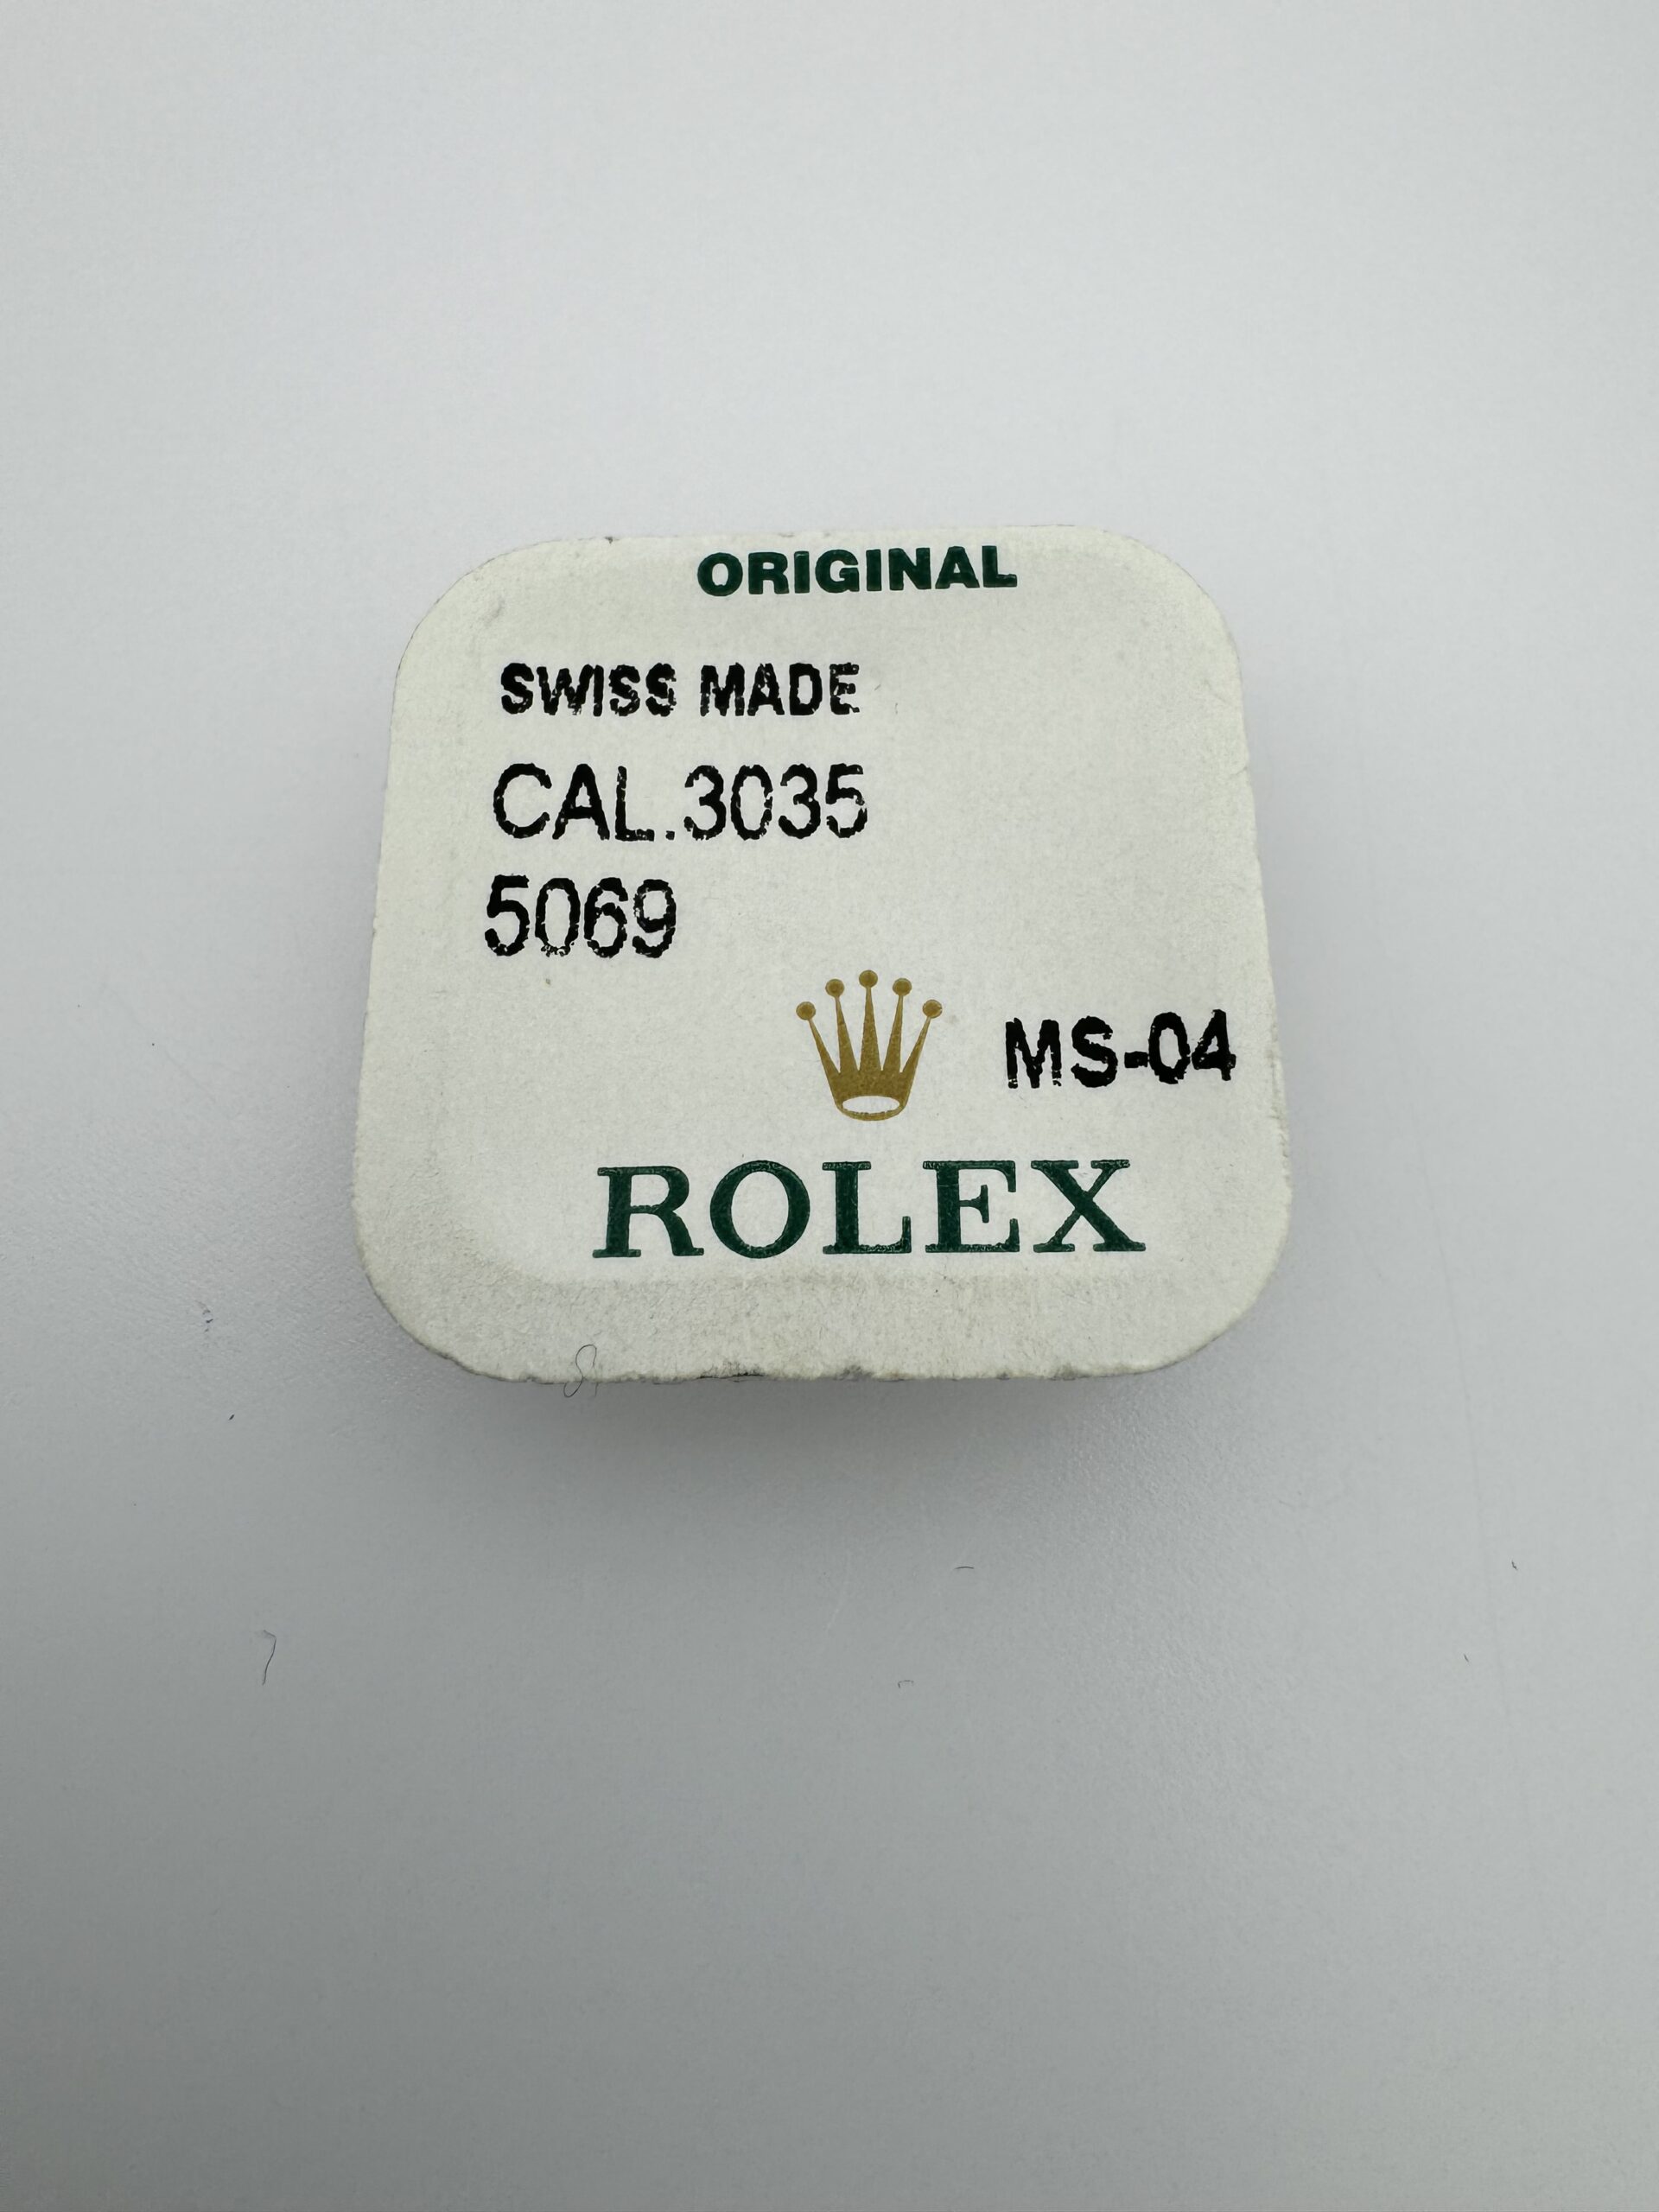 ORIGINAL
SWISS MADE
CAL.3035
5069
MS-04
ROLEX